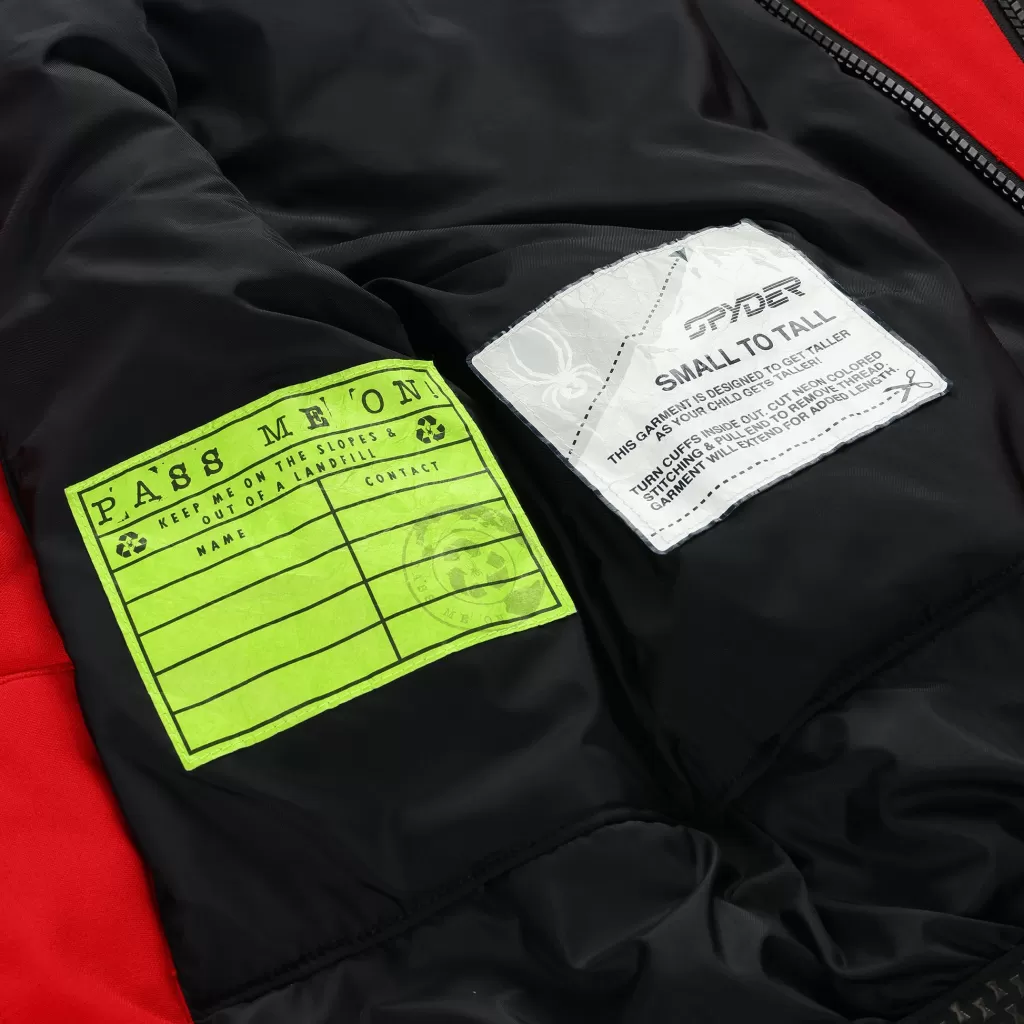 PASS ME ON!
KEEP ME ON THE SLOPES &
OUT OF A LANDFILL
NAME
CONTACT
SPYDER
SMALL TO TALL
THIS GARMENT IS DESIGNED TO GET TALLER
AS YOUR CHILD GETS TALLER!
TURN CUFFS INSIDE OUT. CUT NEON COLORED
STITCHING & PULL END TO REMOVE THREAD.
GARMENT WILL EXTEND FOR ADDED LENGTH.